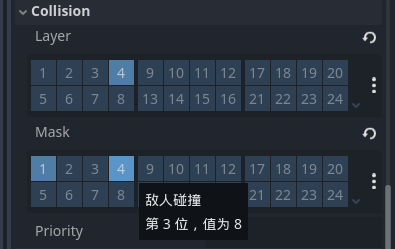 Collision
Layer
1 2 3 4 9 10 11 12 17 18 19 20
5 6 7 8 13 14 15 16 21 22 23 24
Mask
1 2 3 4 9 10 11 12 17 18 19 20
5 6 7 8 21 22 23 24
敌人碰撞
第 3 位，值为 8
Priority